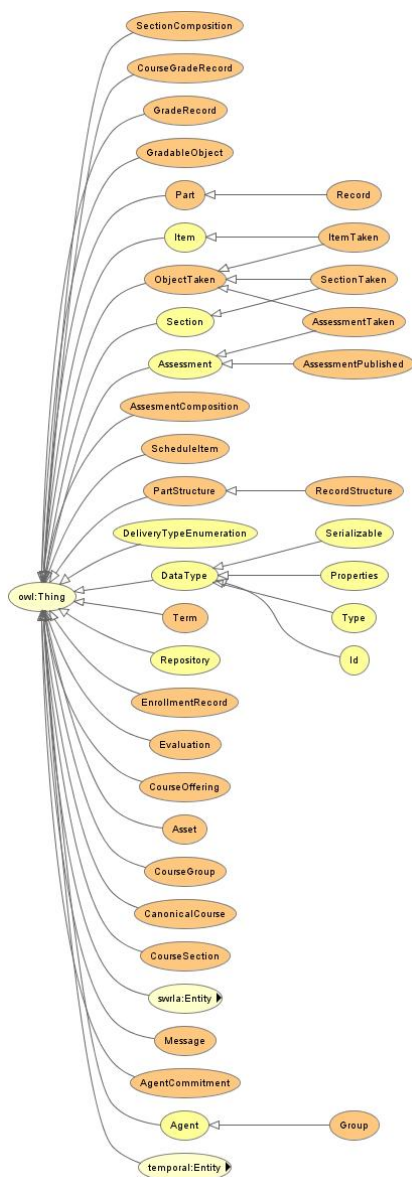 SectionComposition
CourseGradeRecord
GradeRecord
GradableObject
Part
Record
Item
ItemTaken
ObjectTaken
SectionTaken
Section
AssessmentTaken
Assessment
AssessmentPublished
AssesmentComposition
ScheduleItem
PartStructure
RecordStructure
DeliveryTypeEnumeration
Serializable
DataType
Properties
owl:Thing
Term
Type
Repository
Id
EnrollmentRecord
Evaluation
CourseOffering
Asset
CourseGroup
CanonicalCourse
CourseSection
swrla:Entity
Message
AgentCommitment
Agent
Group
temporal:Entity